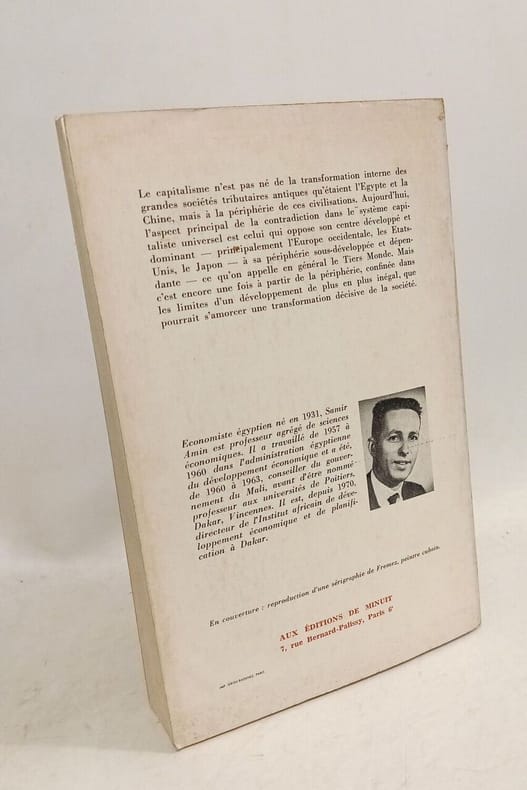 Le capitalisme n'est pas né de la transformation interne des
grandes sociétés tributaires antiques qu'étaient l'Egypte et la
Chine, mais à la périphérie de ces civilisations. Aujourd'hui,
l'aspect principal de la contradiction dans le système capi-
taliste universel est celui qui oppose son centre développé et
dominant — principalement l'Europe occidentale, les Etats-
Unis, le Japon — à sa périphérie sous-développée et dépen-
dante — ce qu'on appelle en général le Tiers Monde. Mais
c'est encore une fois à partir de la périphérie, confinée dans
les limites d'un développement de plus en plus inégal, que
pourrait s'amorcer une transformation décisive de la société.
Economiste égyptien né en 1931, Samir
Amin est professeur agrégé de sciences
économiques. Il a travaillé de 1957 à
1960 dans l'administration égyptienne
du développement économique et a été,
de 1960 à 1963, conseiller du gouver-
nement du Mali, avant d'être nommé
professeur aux universités de Poitiers,
Dakar, Vincennes. Il est, depuis 1970,
directeur de l'Institut africain de déve-
loppement économique et de planifi-
cation à Dakar.
En couverture : reproduction d'une sérigraphie de Fremez, peintre cubain.
AUX ÉDITIONS DE MINUIT
7, rue Bernard-Palissy, Paris 6e